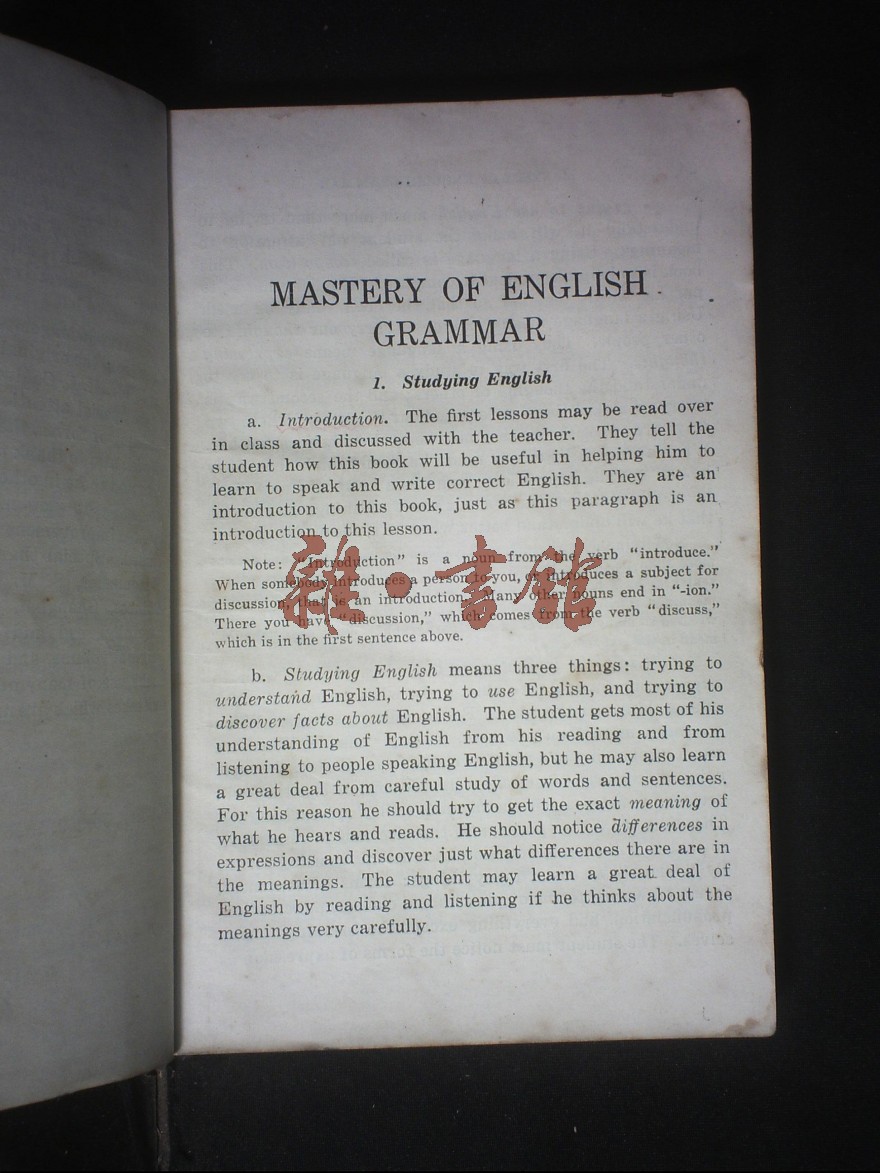 MASTERY OF ENGLISH
GRAMMAR
1. Studying English
a. Introduction. The first lessons may be read over
in class and discussed with the teacher. They tell the
student how this book will be useful in helping him to
learn to speak and write correct English. They are an
introduction to this book, just as this paragraph is an
introduction to this lesson.
Note: "Introduction" is a noun from the verb "introduce."
When somebody introduces a person to you, or introduces a subject for
discussion, that is an introduction. Many other nouns end in "-ion."
There you have "discussion," which comes from the verb "discuss,"
which is in the first sentence above.
雜·書館
b. Studying English means three things: trying to
understand English, trying to use English, and trying to
discover facts about English. The student gets most of his
understanding of English from his reading and from
listening to people speaking English, but he may also learn
a great deal from careful study of words and sentences.
For this reason he should try to get the exact meaning of
what he hears and reads. He should notice differences in
expressions and discover just what differences there are in
the meanings. The student may learn a great deal of
English by reading and listening if he thinks about the
meanings very carefully.